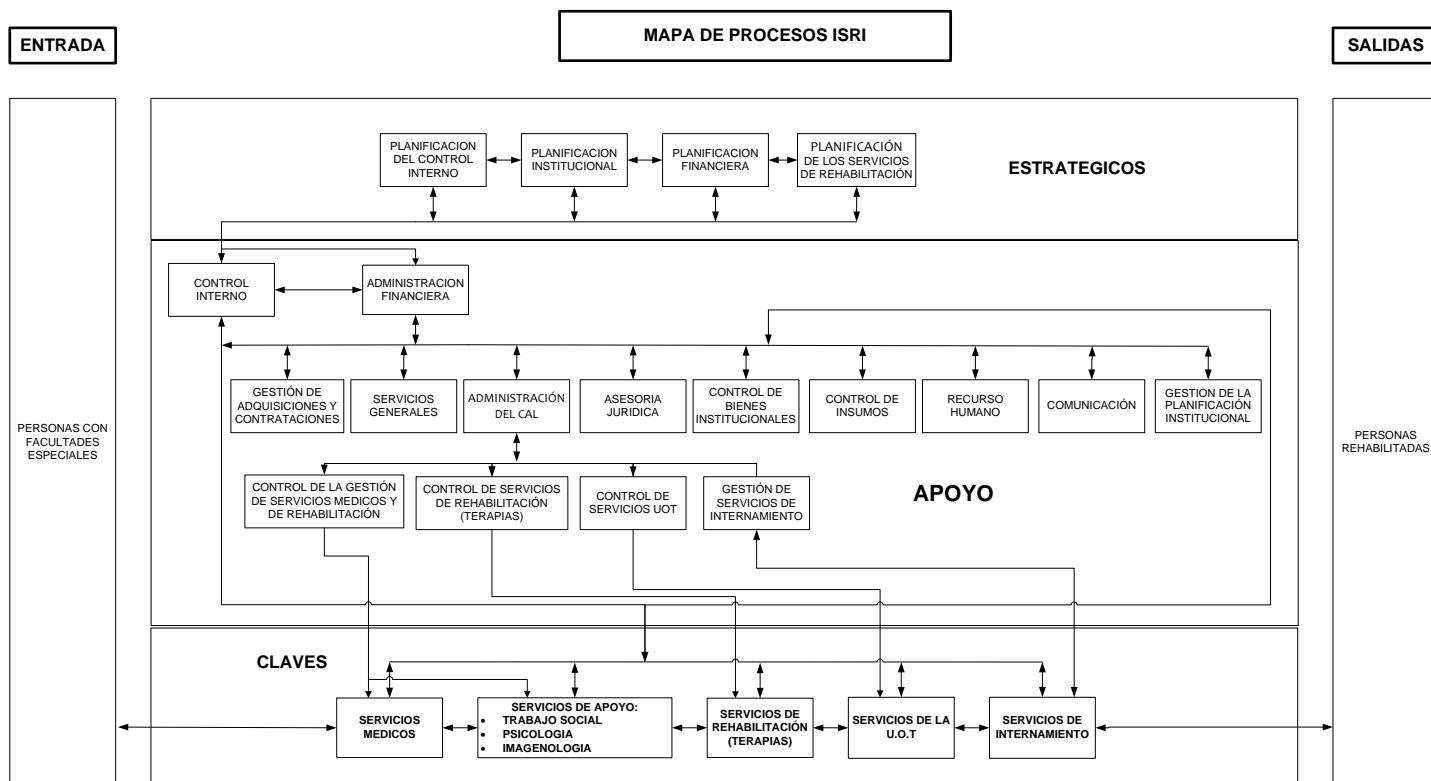 MAPA DE PROCESOS ISRI
ENTRADA
SALIDAS
PLANIFICACION
DEL CONTROL
INTERNO
PLANIFICACION
INSTITUCIONAL
PLANIFICACION
FINANCIERA
PLANIFICACIÓN
DE LOS SERVICIOS
DE REHABILITACIÓN
ESTRATEGICOS
CONTROL
INTERNO
ADMINISTRACION
FINANCIERA
GESTIÓN DE
ADQUISICIONES Y
CONTRATACIONES
SERVICIOS
GENERALES
ADMINISTRACIÓN
DEL CAL
ASESORIA
JURIDICA
CONTROL DE
BIENES
INSTITUCIONALES
CONTROL DE
INSUMOS
RECURSO
HUMANO
COMUNICACIÓN
GESTION DE LA
PLANIFICACIÓN
INSTITUCIONAL
PERSONAS CON
FACULTADES
ESPECIALES
PERSONAS
REHABILITADAS
CONTROL DE LA GESTIÓN
DE SERVICIOS MEDICOS Y
DE REHABILITACIÓN
CONTROL DE SERVICIOS
DE REHABILITACIÓN
(TERAPIAS)
CONTROL DE
SERVICIOS UOT
GESTIÓN DE
SERVICIOS DE
INTERNAMIENTO
APOYO
CLAVES
SERVICIOS
MEDICOS
SERVICIOS DE APOYO:
• TRABAJO SOCIAL
• PSICOLOGIA
• IMAGENOLOGIA
SERVICIOS DE
REHABILITACIÓN
(TERAPIAS)
SERVICIOS DE LA
U.O.T
SERVICIOS DE
INTERNAMIENTO